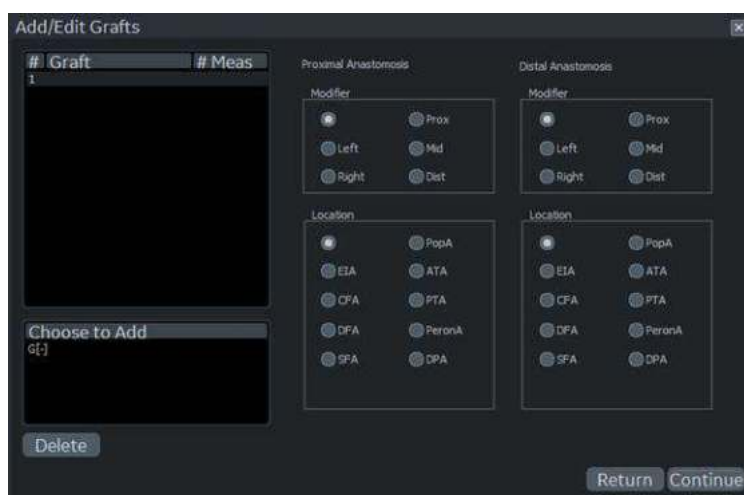 Add/Edit Grafts
# Graft # Meas
1
Choose to Add
G[-]
Delete
Proximal Anastomosis
Modifier
Prox
Left Mid
Right Dist
Location
PopA
EIA ATA
CFA PTA
DFA PeronA
SFA DPA
Distal Anastomosis
Modifier
Prox
Left Mid
Right Dist
Location
PopA
EIA ATA
CFA PTA
DFA PeronA
SFA DPA
Return Continue